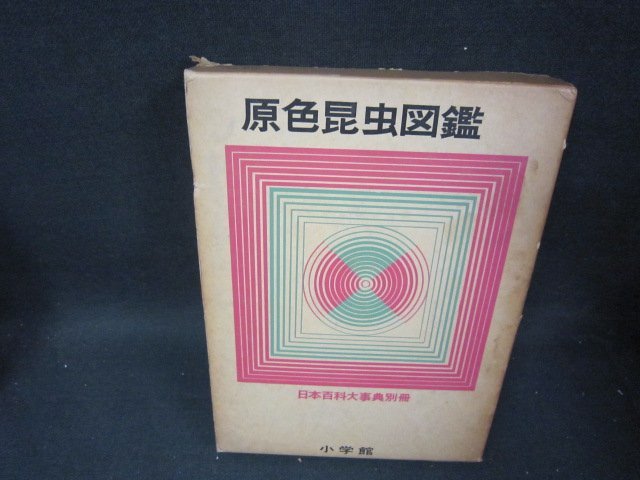 原色昆虫図鑑
日本百科大事典別冊
小学館